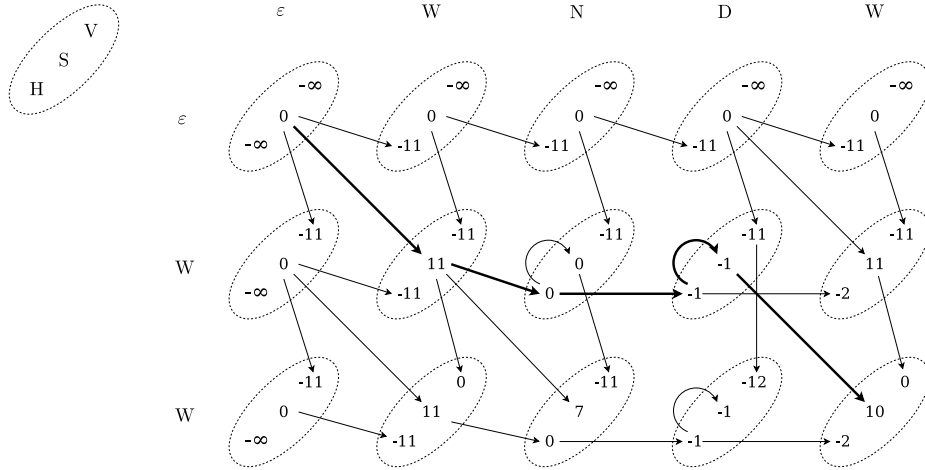 ε W N D W
V
S
H
-∞ -∞ -∞ -∞ -∞
ε 0 0 0 0 0
-∞ -11 -11 -11 -11
-11 -11 -11 -11 -11
W 0 11 0 -1 11
-∞ -11 0 -1 -2
-11 0 -11 -12 0
W 0 11 7 -1 10
-∞ -11 0 -1 -2